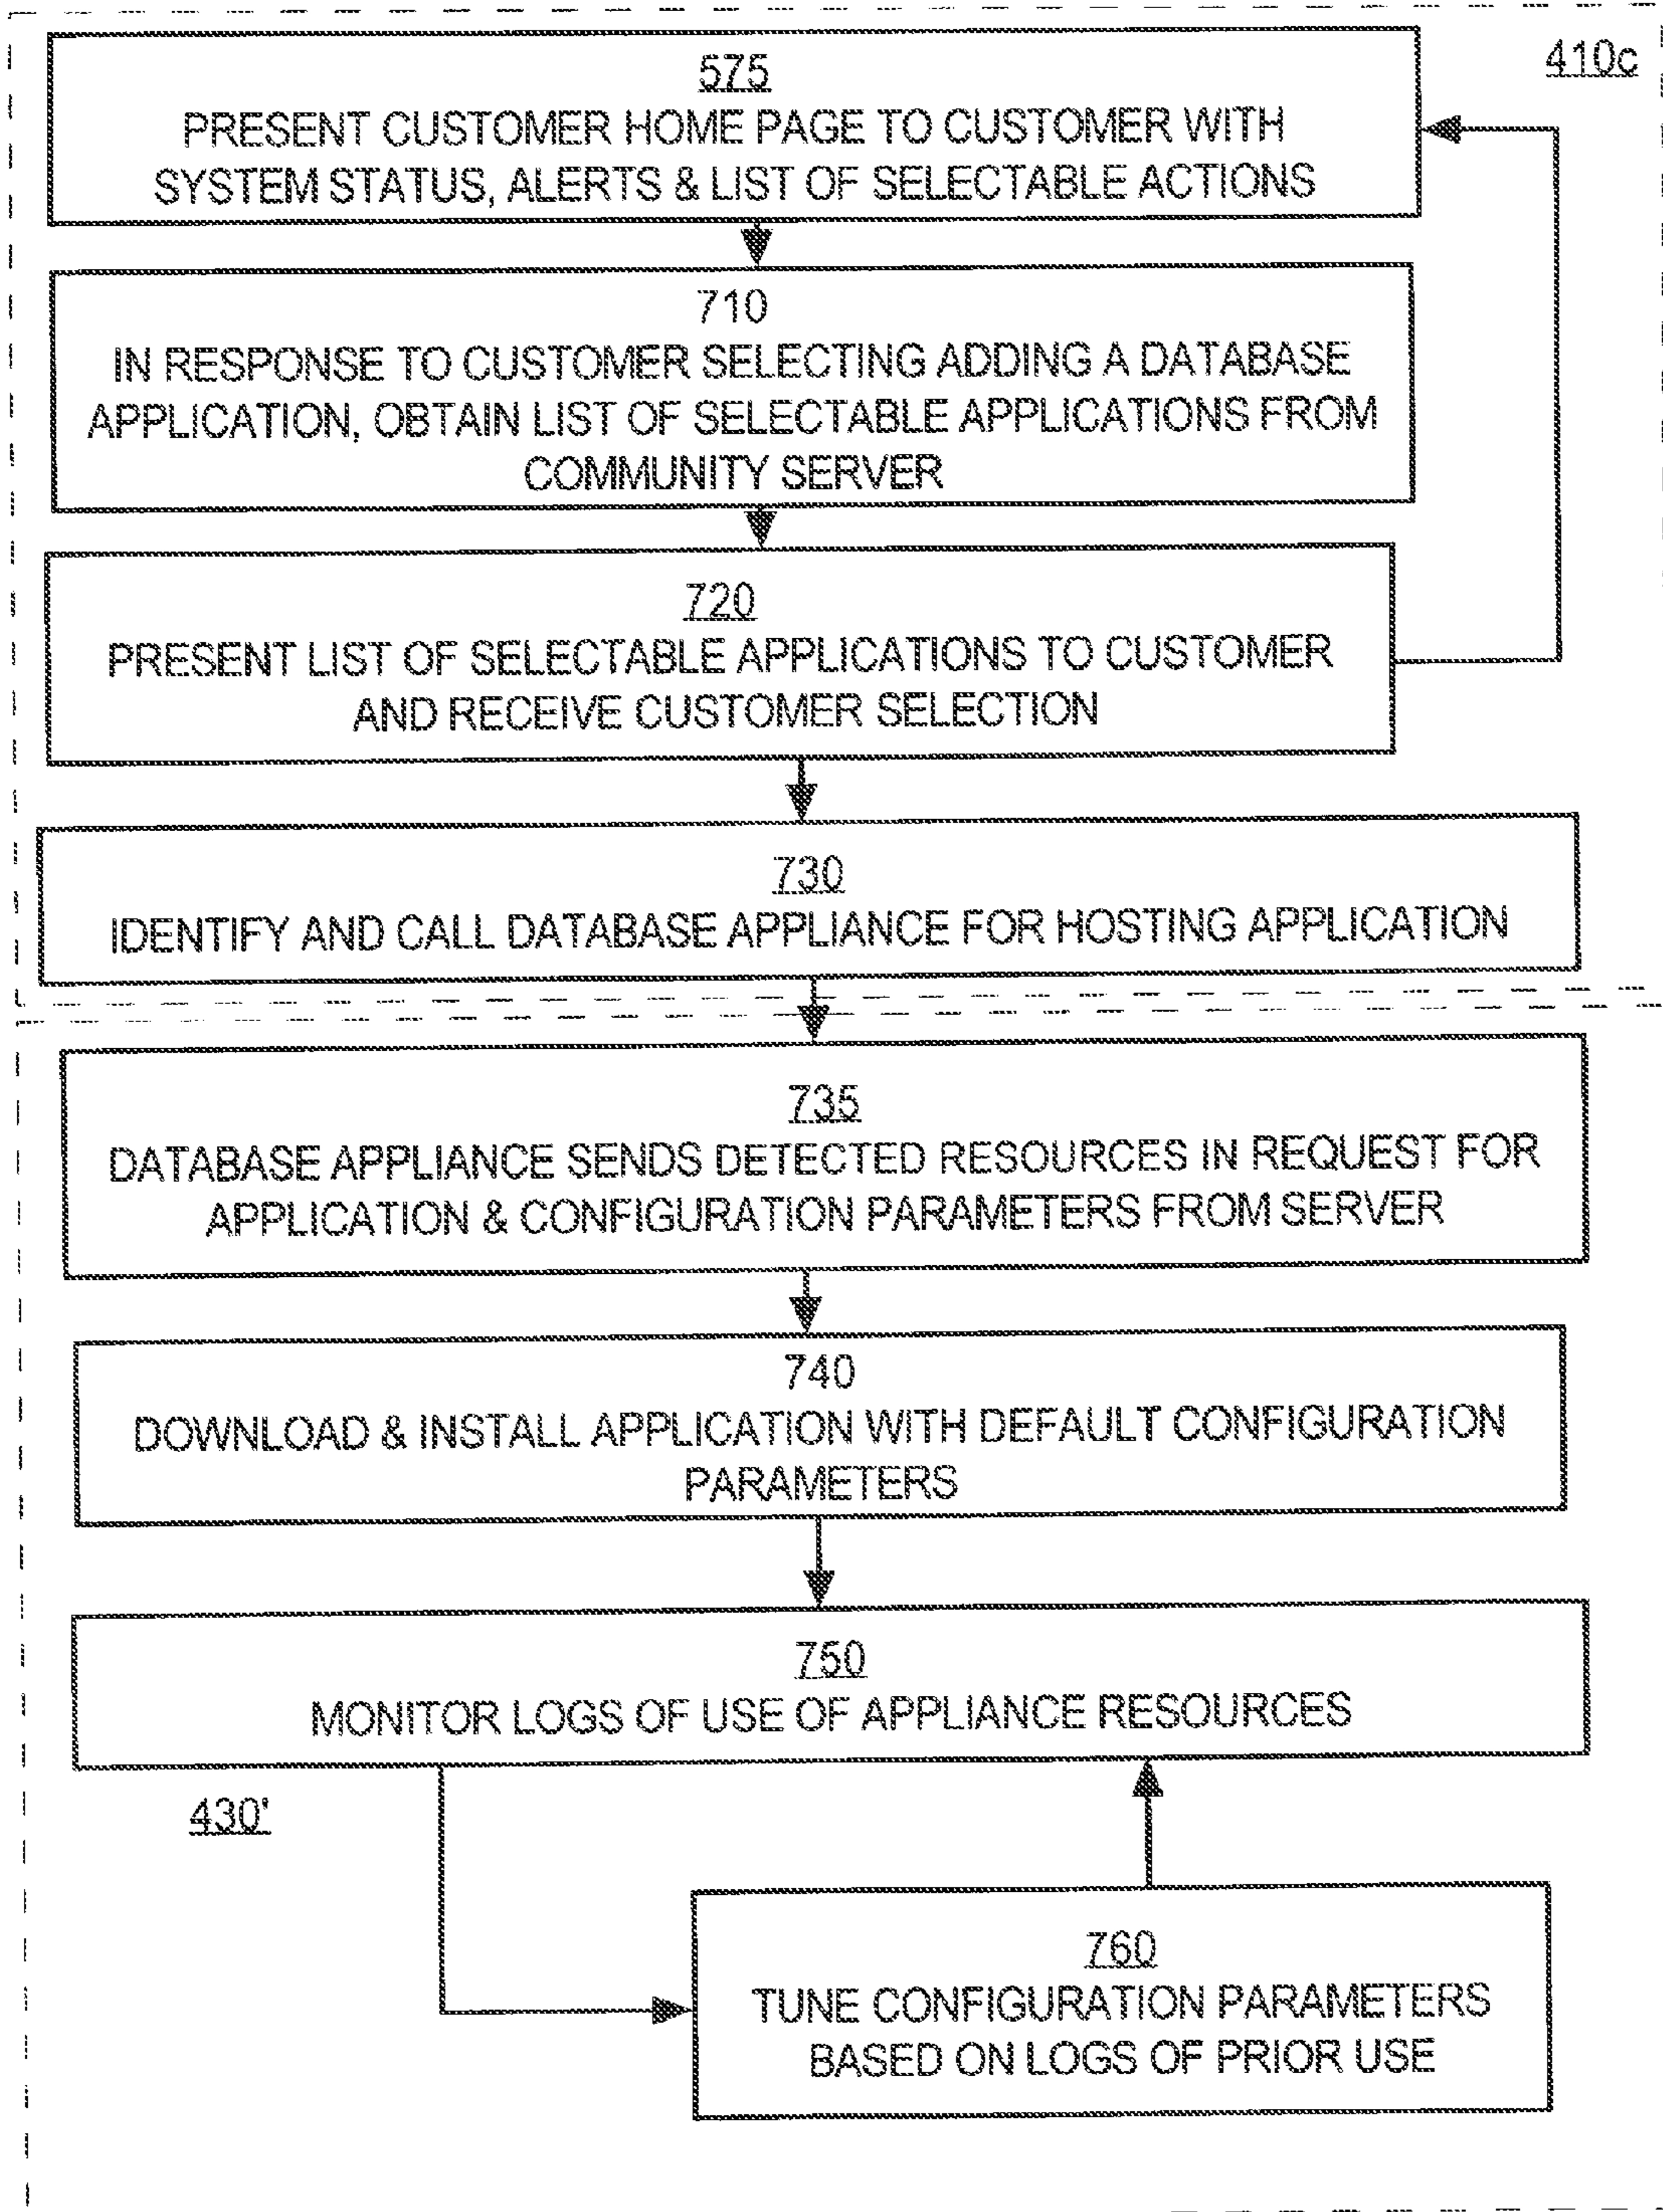 410c
575
PRESENT CUSTOMER HOME PAGE TO CUSTOMER WITH
SYSTEM STATUS, ALERTS & LIST OF SELECTABLE ACTIONS
710
IN RESPONSE TO CUSTOMER SELECTING ADDING A DATABASE
APPLICATION, OBTAIN LIST OF SELECTABLE APPLICATIONS FROM
COMMUNITY SERVER
720
PRESENT LIST OF SELECTABLE APPLICATIONS TO CUSTOMER
AND RECEIVE CUSTOMER SELECTION
730
IDENTIFY AND CALL DATABASE APPLIANCE FOR HOSTING APPLICATION
735
DATABASE APPLIANCE SENDS DETECTED RESOURCES IN REQUEST FOR
APPLICATION & CONFIGURATION PARAMETERS FROM SERVER
740
DOWNLOAD & INSTALL APPLICATION WITH DEFAULT CONFIGURATION
PARAMETERS
750
MONITOR LOGS OF USE OF APPLIANCE RESOURCES
430'
760
TUNE CONFIGURATION PARAMETERS
BASED ON LOGS OF PRIOR USE